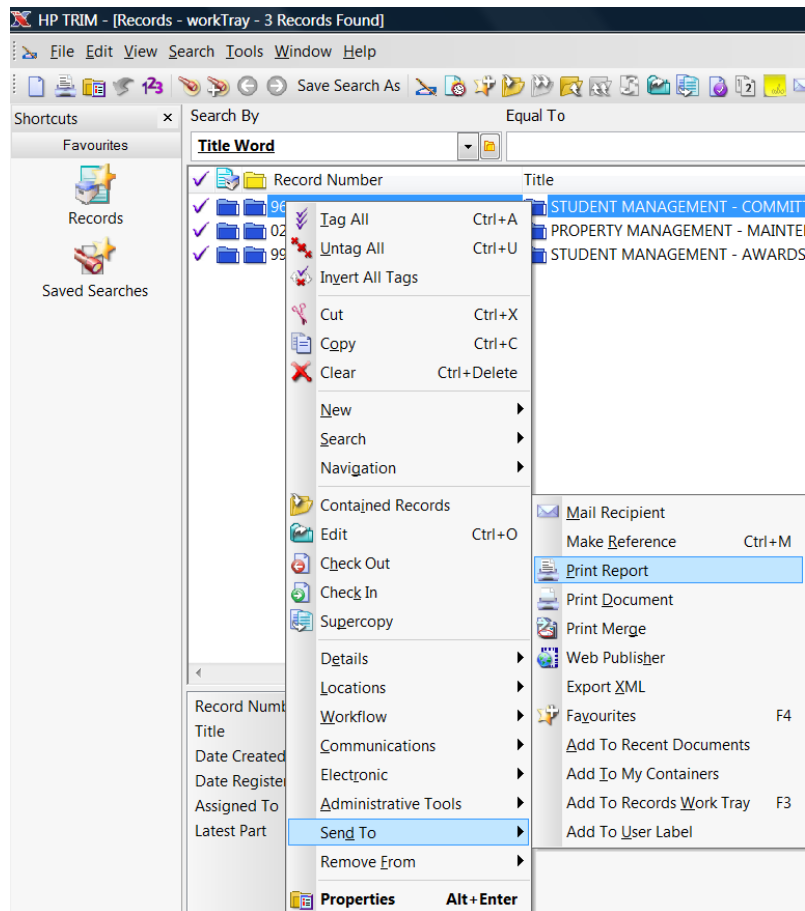 HP TRIM - [Records - workTray - 3 Records Found]
File Edit View Search Tools Window Help
Save Search As
Shortcuts x
Favourites
Records
Saved Searches
Search By Equal To
Title Word
Record Number Title
96 STUDENT MANAGEMENT - COMMITT
02 PROPERTY MANAGEMENT - MAINTE
99 STUDENT MANAGEMENT - AWARDS
Tag All Ctrl+A
Untag All Ctrl+U
Invert All Tags
Cut Ctrl+X
Copy Ctrl+C
Clear Ctrl+Delete
New
Search
Navigation
Contained Records
Edit Ctrl+O
Check Out
Check In
Supercopy
Details
Locations
Workflow
Communications
Electronic
Administrative Tools
Send To
Remove From
Properties Alt+Enter
Mail Recipient
Make Reference Ctrl+M
Print Report
Print Document
Print Merge
Web Publisher
Export XML
Favourites F4
Add To Recent Documents
Add To My Containers
Add To Records Work Tray F3
Add To User Label
Record Numb
Title
Date Created
Date Register
Assigned To
Latest Part